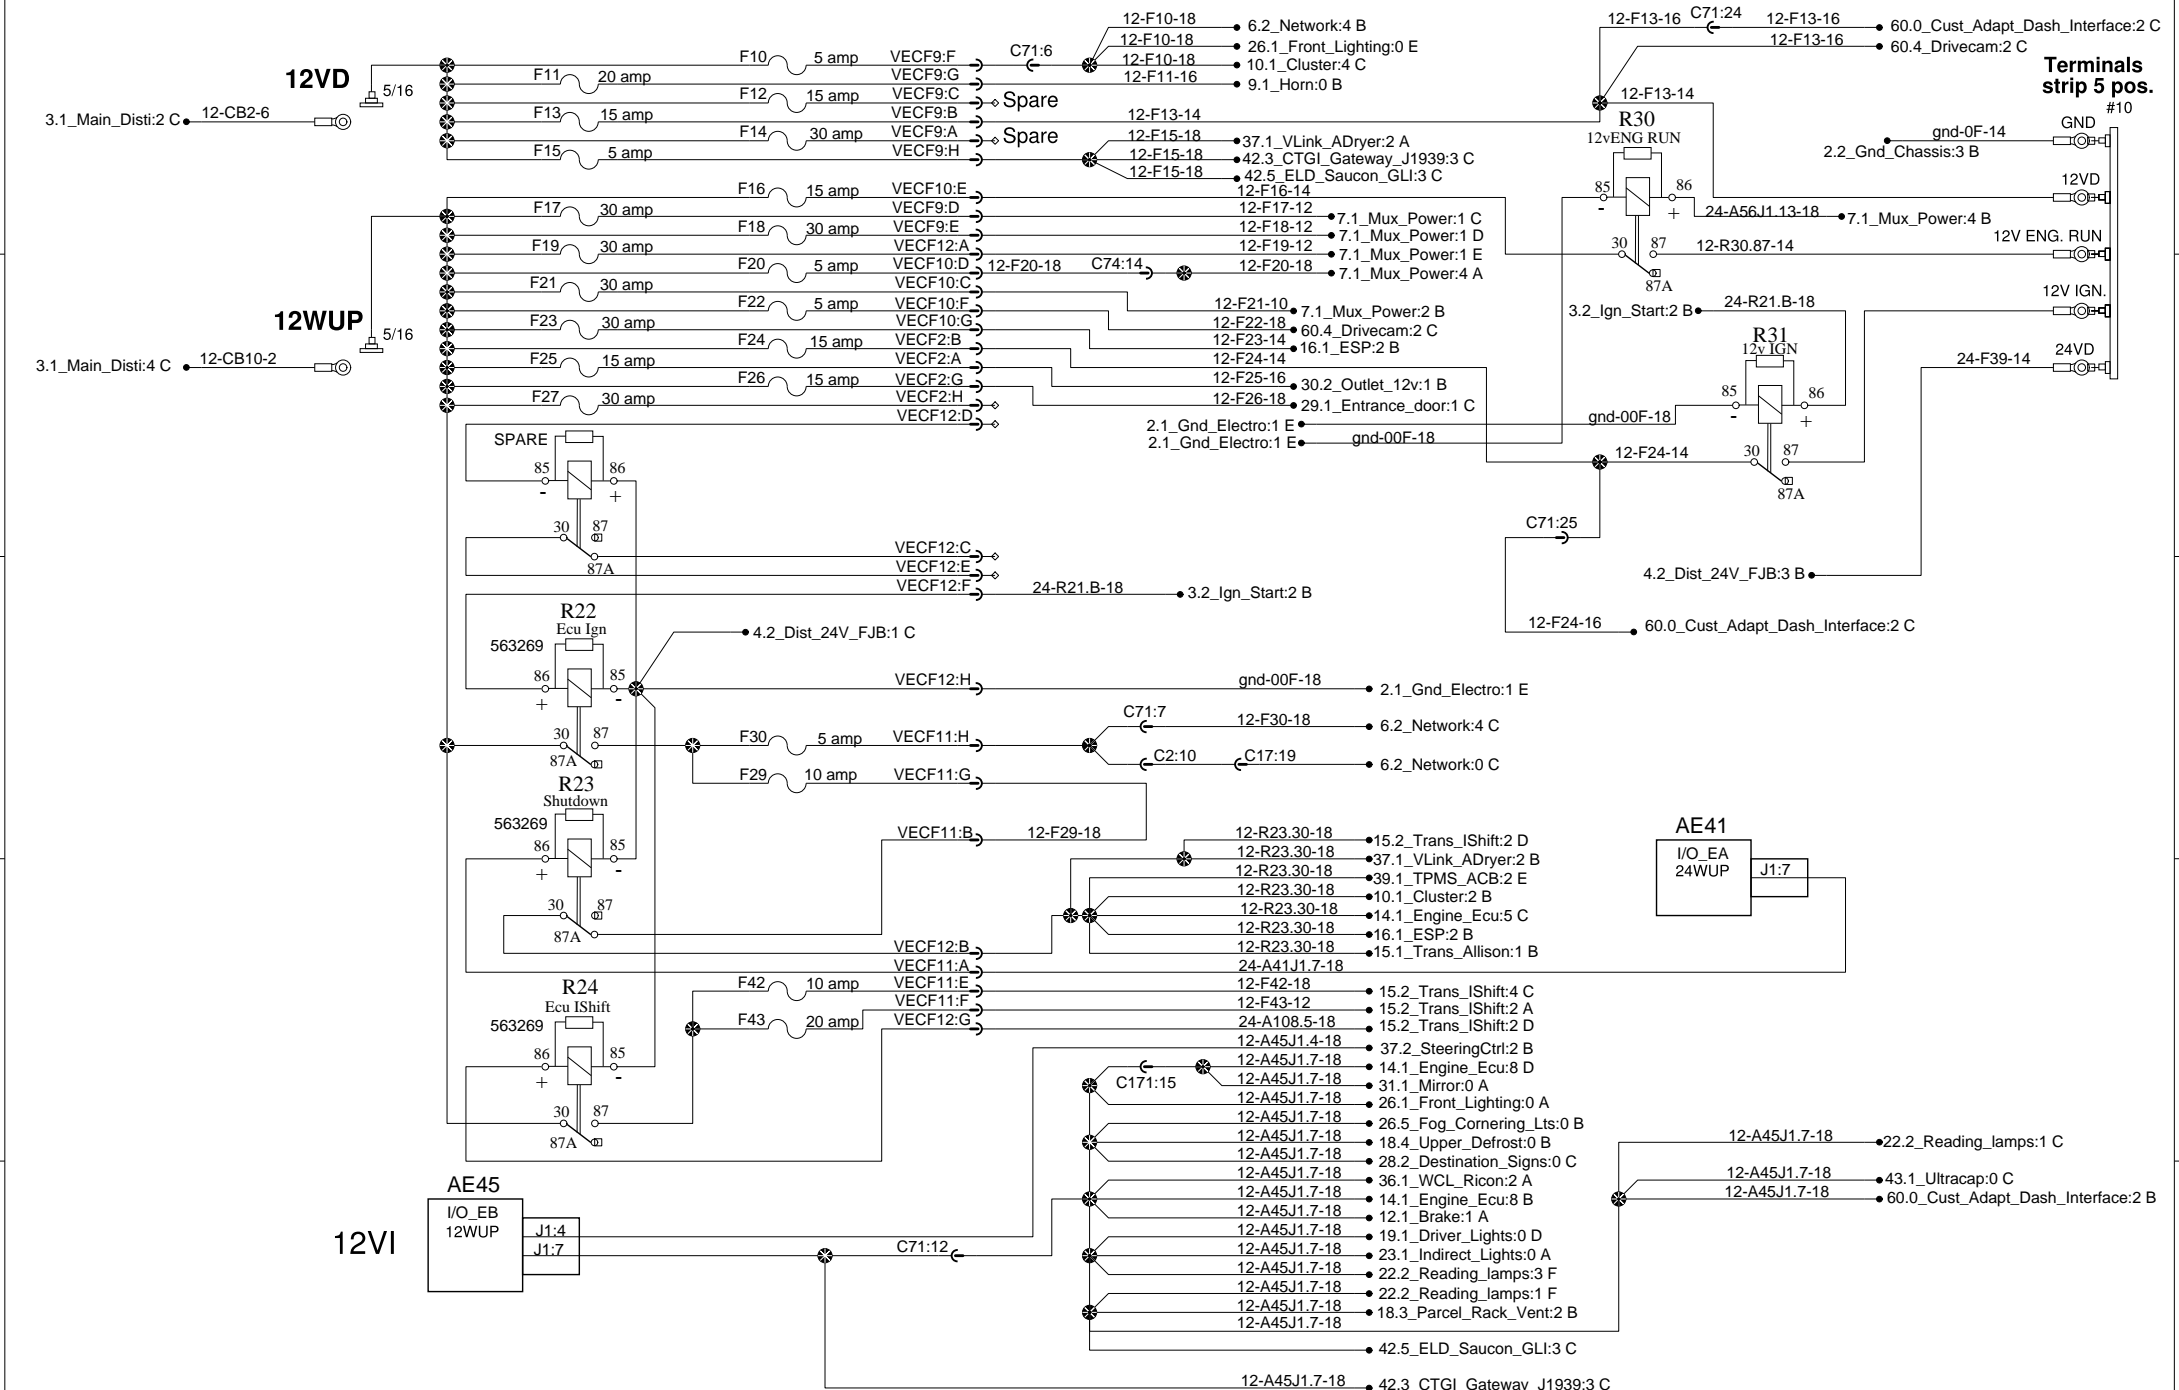 12-F10-18 6.2_Network:4 B
12-F13-16 C71:24 12-F13-16 60.0_Cust_Adapt_Dash_Interface:2 C
12-F10-18 26.1_Front_Lighting:0 E
12-F13-16 60.4_Drivecam:2 C
F10 5 amp VECF9:F C71:6 12-F10-18 10.1_Cluster:4 C
12VD 5/16
F11 20 amp VECF9:G 12-F11-16 9.1_Horn:0 B
Terminals
strip 5 pos.
#10
F12 15 amp VECF9:C Spare
12-F13-14
3.1_Main_Disti:2 C 12-CB2-6
F13 15 amp VECF9:B 12-F13-14
R30
12vENG RUN
GND
gnd-0F-14
2.2_Gnd_Chassis:3 B
F14 30 amp VECF9:A Spare
12-F15-18 37.1_VLink_ADryer:2 A
F15 5 amp VECF9:H 12-F15-18 42.3_CTGI_Gateway_J1939:3 C
12-F15-18 42.5_ELD_Saucon_GLI:3 C
12VD
F16 15 amp VECF10:E 12-F16-14
85 - 86 +
F17 30 amp VECF9:D 12-F17-12 7.1_Mux_Power:1 C
24-A56J1.13-18 7.1_Mux_Power:4 B
F18 30 amp VECF9:E 12-F18-12 7.1_Mux_Power:1 D
12V ENG. RUN
F19 30 amp VECF12:A 12-F19-12 7.1_Mux_Power:1 E
30 87 12-R30.87-14
87A
F20 5 amp VECF10:D 12-F20-18 C74:14 12-F20-18 7.1_Mux_Power:4 A
F21 30 amp VECF10:C
12V IGN.
F22 5 amp VECF10:F 12-F21-10 7.1_Mux_Power:2 B
3.2_Ign_Start:2 B 24-R21.B-18
12WUP 5/16
F23 30 amp VECF10:G 12-F22-18 60.4_Drivecam:2 C
R31
12v IGN
F24 15 amp VECF2:B 12-F23-14 16.1_ESP:2 B
24VD
3.1_Main_Disti:4 C 12-CB10-2
F25 15 amp VECF2:A 12-F24-14
24-F39-14
F26 15 amp VECF2:G 12-F25-16 30.2_Outlet_12v:1 B
F27 30 amp VECF2:H 12-F26-18 29.1_Entrance_door:1 C
85 - 86 +
VECF12:D
2.1_Gnd_Electro:1 E gnd-00F-18
2.1_Gnd_Electro:1 E gnd-00F-18
SPARE
12-F24-14 30 87
87A
85 - 86 +
30 87
87A
C71:25
VECF12:C
VECF12:E
4.2_Dist_24V_FJB:3 B
VECF12:F 24-R21.B-18 3.2_Ign_Start:2 B
R22
Ecu Ign
563269
4.2_Dist_24V_FJB:1 C
12-F24-16 60.0_Cust_Adapt_Dash_Interface:2 C
86 + 85 -
VECF12:H gnd-00F-18 2.1_Gnd_Electro:1 E
C71:7 12-F30-18 6.2_Network:4 C
30 87 F30 5 amp VECF11:H
87A
C2:10 C17:19 6.2_Network:0 C
F29 10 amp VECF11:G
R23
Shutdown
563269
AE41
VECF11:B 12-F29-18
12-R23.30-18 15.2_Trans_IShift:2 D
I/O_EA
24WUP
J1:7
86 + 85 -
12-R23.30-18 37.1_VLink_ADryer:2 B
12-R23.30-18 39.1_TPMS_ACB:2 E
12-R23.30-18 10.1_Cluster:2 B
30 87
87A
12-R23.30-18 14.1_Engine_Ecu:5 C
12-R23.30-18 16.1_ESP:2 B
VECF12:B 12-R23.30-18 15.1_Trans_Allison:1 B
VECF11:A 24-A41J1.7-18
R24
Ecu IShift
563269
F42 10 amp VECF11:E 12-F42-18 15.2_Trans_IShift:4 C
VECF11:F 12-F43-12 15.2_Trans_IShift:2 A
F43 20 amp VECF12:G 24-A108.5-18 15.2_Trans_IShift:2 D
12-A45J1.4-18 37.2_SteeringCtrl:2 B
86 + 85 -
12-A45J1.7-18 14.1_Engine_Ecu:8 D
C171:15 12-A45J1.7-18 31.1_Mirror:0 A
12-A45J1.7-18 26.1_Front_Lighting:0 A
30 87
87A
12-A45J1.7-18 26.5_Fog_Cornering_Lts:0 B
12-A45J1.7-18 18.4_Upper_Defrost:0 B
12-A45J1.7-18 22.2_Reading_lamps:1 C
12-A45J1.7-18 28.2_Destination_Signs:0 C
12-A45J1.7-18 36.1_WCL_Ricon:2 A
12-A45J1.7-18 43.1_Ultracap:0 C
AE45
12-A45J1.7-18 14.1_Engine_Ecu:8 B
12-A45J1.7-18 60.0_Cust_Adapt_Dash_Interface:2 B
I/O_EB
12WUP
12-A45J1.7-18 12.1_Brake:1 A
J1:4
12-A45J1.7-18 19.1_Driver_Lights:0 D
12VI
J1:7 C71:12
12-A45J1.7-18 23.1_Indirect_Lights:0 A
12-A45J1.7-18 22.2_Reading_lamps:3 F
12-A45J1.7-18 22.2_Reading_lamps:1 F
12-A45J1.7-18 18.3_Parcel_Rack_Vent:2 B
12-A45J1.7-18
42.5_ELD_Saucon_GLI:3 C
12-A45J1.7-18 42.3_CTGI_Gateway_J1939:3 C